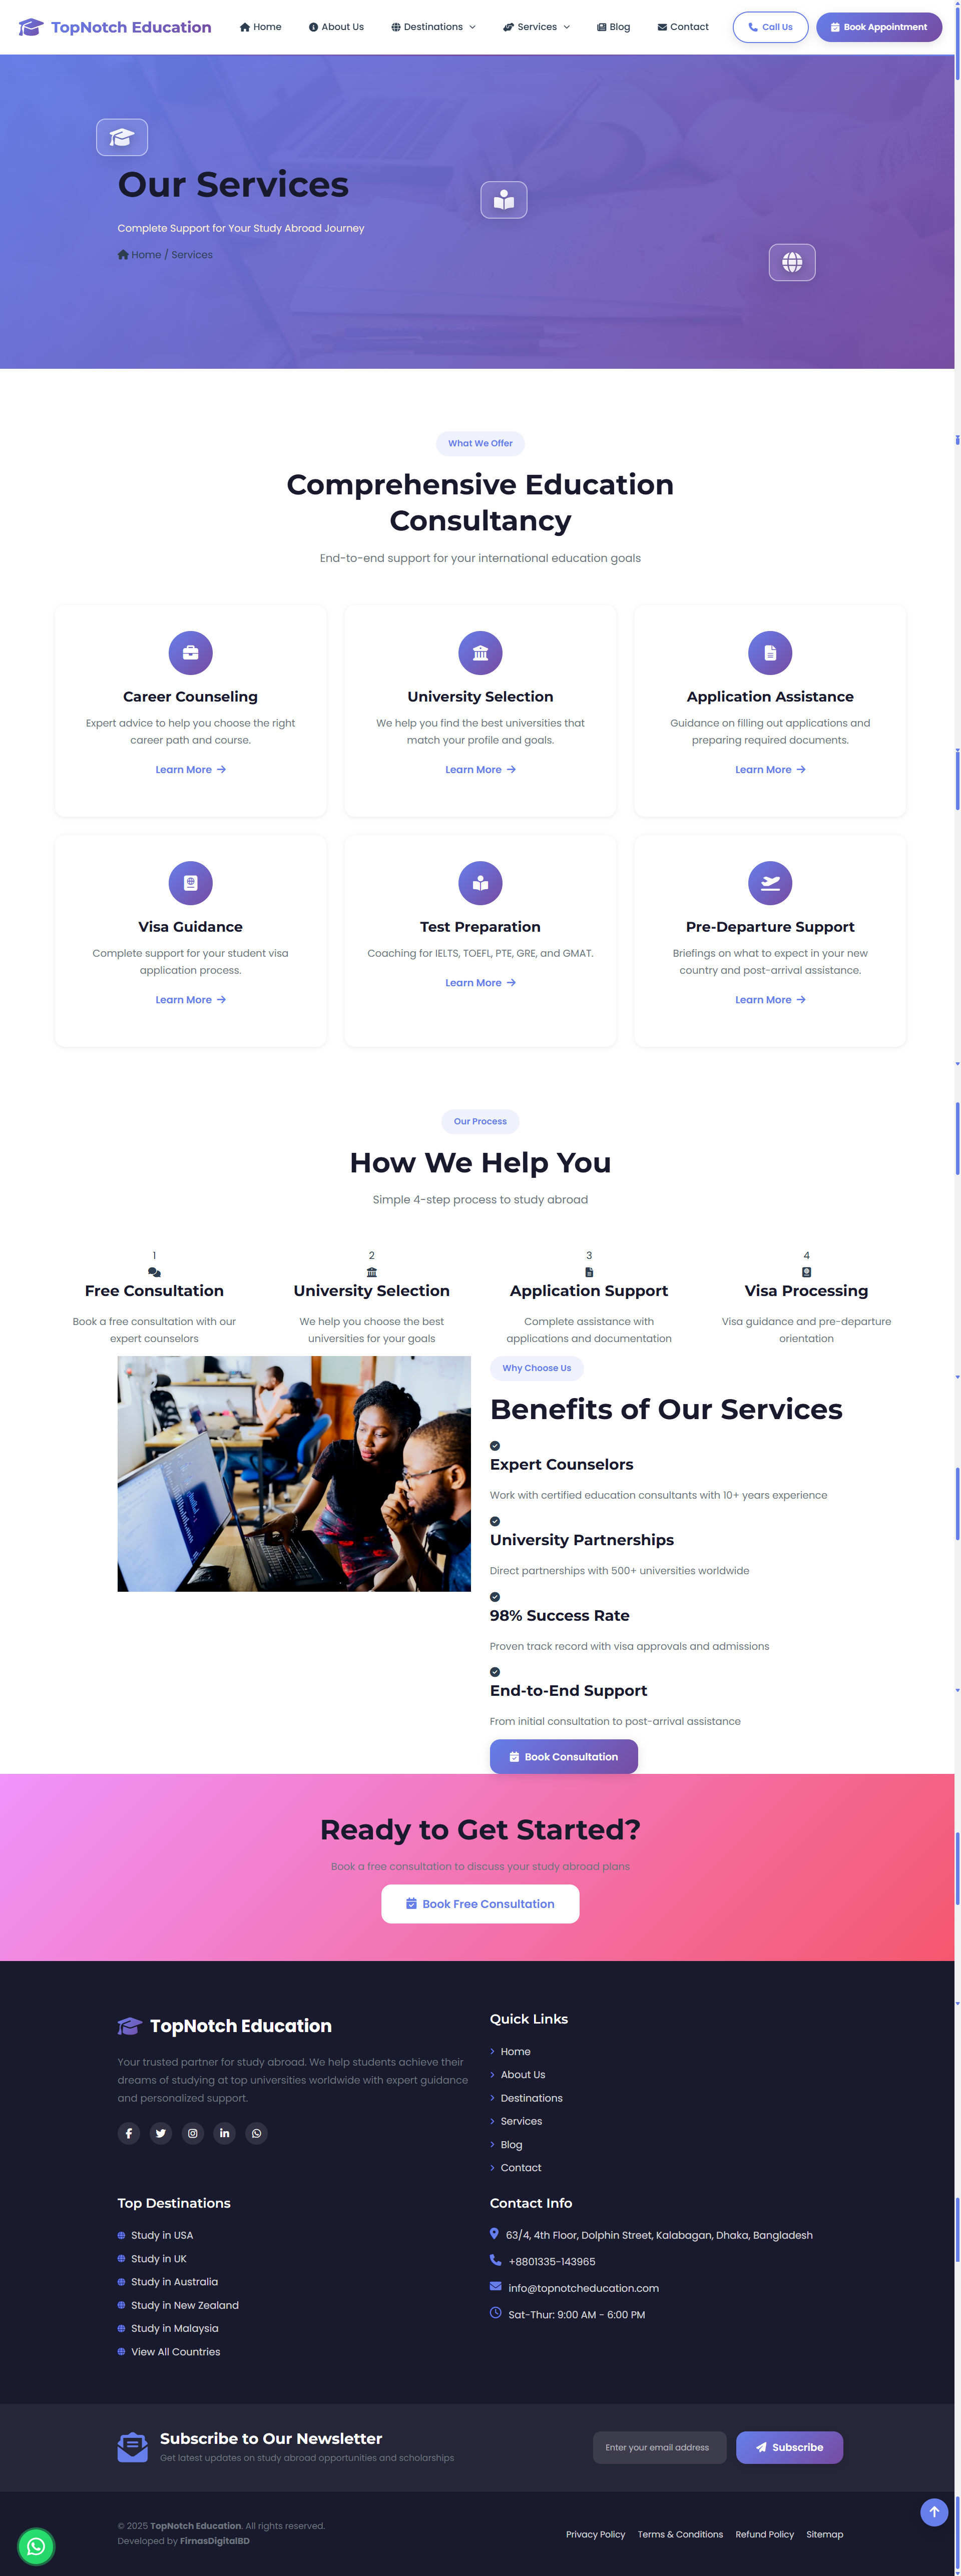 TopNotch Education
Home
About Us
Destinations
Services
Blog
Contact
Call Us
Book Appointment
Our Services
Complete Support for Your Study Abroad Journey
Home / Services
What We Offer
Comprehensive Education
Consultancy
End-to-end support for your international education goals
Career Counseling
Expert advice to help you choose the right
career path and course.
Learn More
University Selection
We help you find the best universities that
match your profile and goals.
Learn More
Application Assistance
Guidance on filling out applications and
preparing required documents.
Learn More
Visa Guidance
Complete support for your student visa
application process.
Learn More
Test Preparation
Coaching for IELTS, TOEFL, PTE, GRE, and GMAT.
Learn More
Pre-Departure Support
Briefings on what to expect in your new
country and post-arrival assistance.
Learn More
Our Process
How We Help You
Simple 4-step process to study abroad
1
Free Consultation
Book a free consultation with our
expert counselors
2
University Selection
We help you choose the best
universities for your goals
3
Application Support
Complete assistance with
applications and documentation
4
Visa Processing
Visa guidance and pre-departure
orientation
Why Choose Us
Benefits of Our Services
Expert Counselors
Work with certified education consultants with 10+ years experience
University Partnerships
Direct partnerships with 500+ universities worldwide
98% Success Rate
Proven track record with visa approvals and admissions
End-to-End Support
From initial consultation to post-arrival assistance
Book Consultation
Ready to Get Started?
Book a free consultation to discuss your study abroad plans
Book Free Consultation
TopNotch Education
Your trusted partner for study abroad. We help students achieve their
dreams of studying at top universities worldwide with expert guidance
and personalized support.
Quick Links
Home
About Us
Destinations
Services
Blog
Contact
Top Destinations
Study in USA
Study in UK
Study in Australia
Study in New Zealand
Study in Malaysia
View All Countries
Contact Info
63/4, 4th Floor, Dolphin Street, Kalabagan, Dhaka, Bangladesh
+8801335-143965
info@topnotcheducation.com
Sat-Thur: 9:00 AM - 6:00 PM
Subscribe to Our Newsletter
Get latest updates on study abroad opportunities and scholarships
Enter your email address
Subscribe
© 2025 TopNotch Education. All rights reserved.
Developed by FirnasDigitalBD
Privacy Policy
Terms & Conditions
Refund Policy
Sitemap